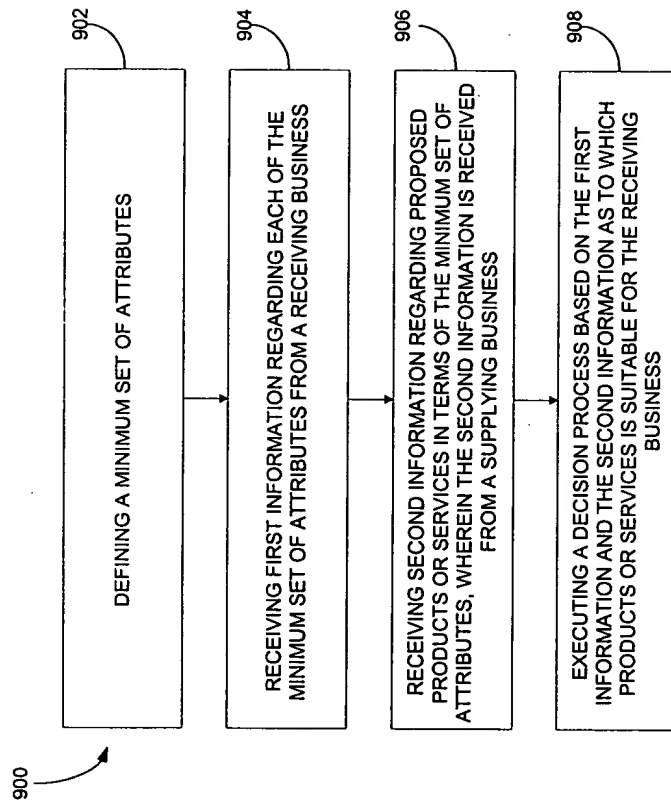 900
902
DEFINING A MINIMUM SET OF ATTRIBUTES
904
RECEIVING FIRST INFORMATION REGARDING EACH OF THE
MINIMUM SET OF ATTRIBUTES FROM A RECEIVING BUSINESS
906
RECEIVING SECOND INFORMATION REGARDING PROPOSED
PRODUCTS OR SERVICES IN TERMS OF THE MINIMUM SET OF
ATTRIBUTES, WHEREIN THE SECOND INFORMATION IS RECEIVED
FROM A SUPPLYING BUSINESS
908
EXECUTING A DECISION PROCESS BASED ON THE FIRST
INFORMATION AND THE SECOND INFORMATION AS TO WHICH
PRODUCTS OR SERVICES IS SUITABLE FOR THE RECEIVING
BUSINESS